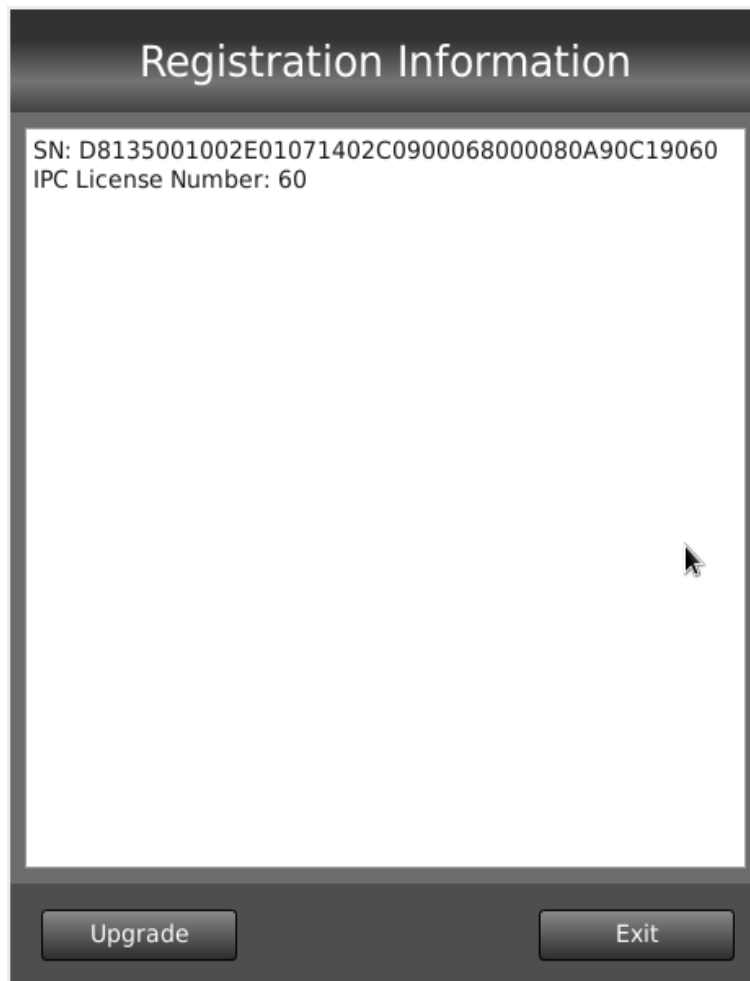 Registration Information
SN: D8135001002E01071402C0900068000080A90C19060
IPC License Number: 60
Upgrade
Exit